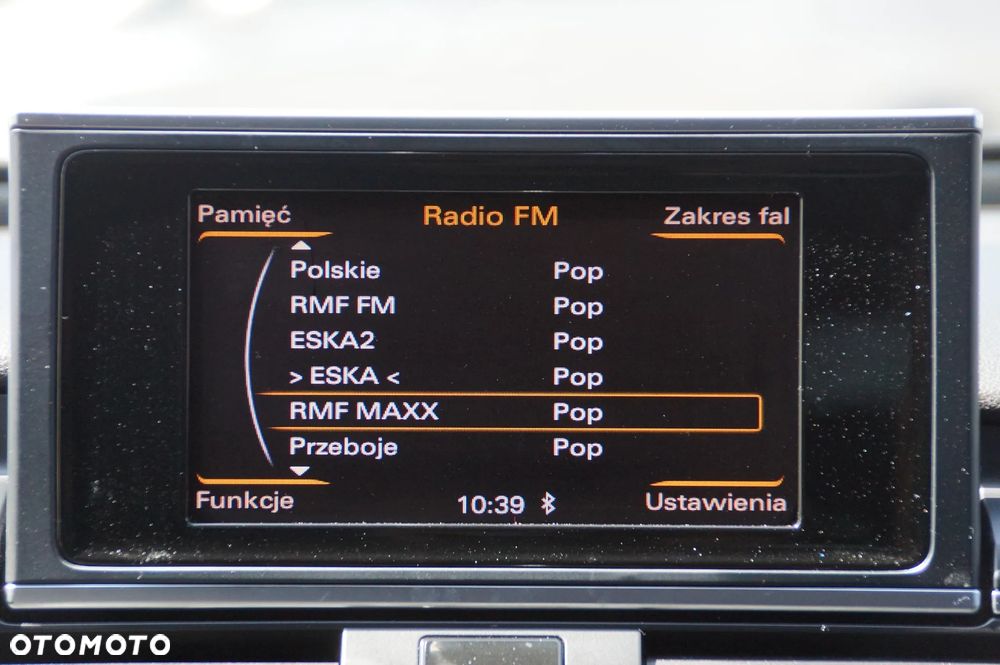 Pamięć Radio FM Zakres fal
Polskie Pop
RMF FM Pop
ESKA2 Pop
> ESKA < Pop
RMF MAXX Pop
Przeboje Pop
Funkcje 10:39 Ustawienia
OTOMOTO